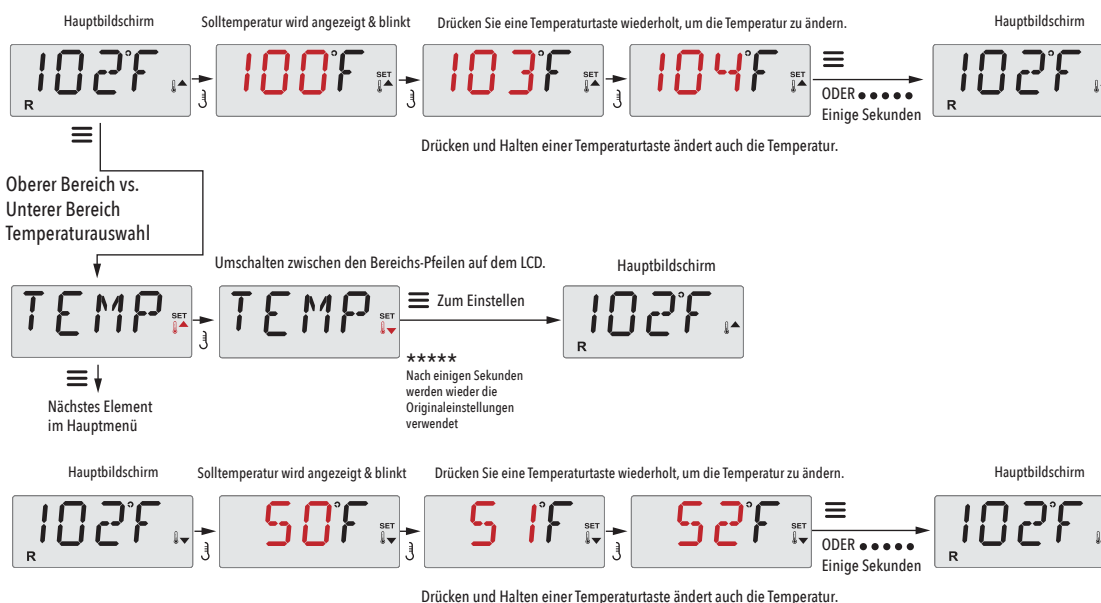 Hauptbildschirm
Solltemperatur wird angezeigt & blinkt
Drücken Sie eine Temperaturtaste wiederholt, um die Temperatur zu ändern.
Hauptbildschirm
102°F
R
100°F
SET
103°F
SET
104°F
SET
ODER •••••
Einige Sekunden
102°F
R
Drücken und Halten einer Temperaturtaste ändert auch die Temperatur.
Oberer Bereich vs.
Unterer Bereich
Temperaturauswahl
Umschalten zwischen den Bereichs-Pfeilen auf dem LCD.
Hauptbildschirm
TEMP
SET
TEMP
SET
Zum Einstellen
*****
Nach einigen Sekunden
werden wieder die
Originaleinstellungen
verwendet
102°F
R
Nächstes Element
im Hauptmenü
Hauptbildschirm
Solltemperatur wird angezeigt & blinkt
Drücken Sie eine Temperaturtaste wiederholt, um die Temperatur zu ändern.
Hauptbildschirm
102°F
R
50°F
SET
51°F
SET
52°F
SET
ODER •••••
Einige Sekunden
102°F
R
Drücken und Halten einer Temperaturtaste ändert auch die Temperatur.